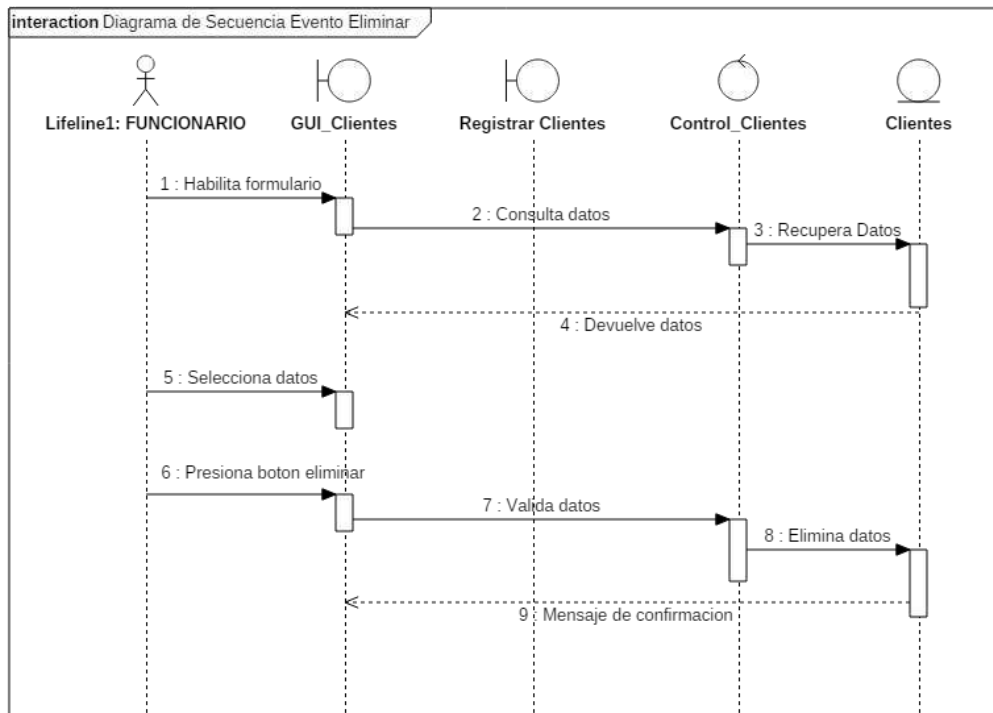 interaction Diagrama de Secuencia Evento Eliminar
Lifeline1: FUNCIONARIO
GUI_Clientes
Registrar Clientes
Control_Clientes
Clientes
1 : Habilita formulario
2 : Consulta datos
3 : Recupera Datos
4 : Devuelve datos
5 : Selecciona datos
6 : Presiona boton eliminar
7 : Valida datos
8 : Elimina datos
9 : Mensaje de confirmacion